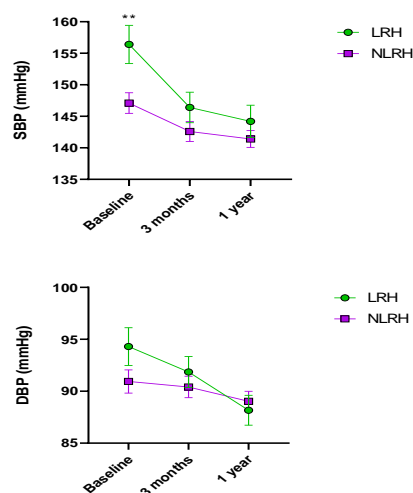 **
160
155
150
145
140
135
SBP (mmHg)
Baseline
3 months
1 year
LRH
NLRH
100
95
90
85
DBP (mmHg)
Baseline
3 months
1 year
LRH
NLRH